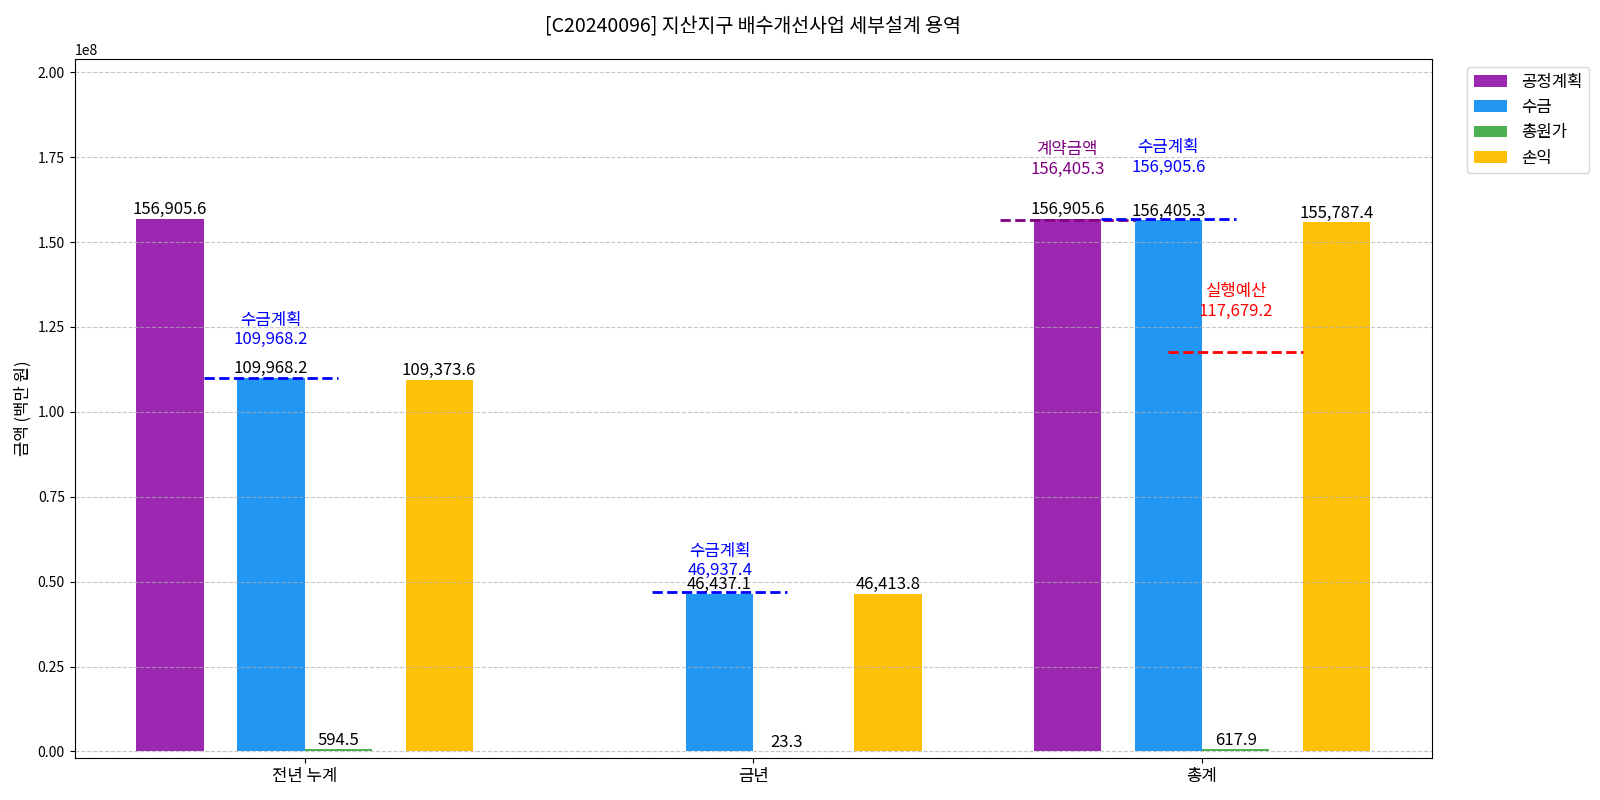 [C20240096] 지산지구 배수개선사업 세부설계 용역
1e8
2.00
1.75
1.50
1.25
1.00
0.75
0.50
0.25
0.00
금액 (백만 원)
156,905.6
수금계획
109,968.2
109,968.2
594.5
109,373.6
수금계획
46,937.4
46,437.1
23.3
46,413.8
계약금액
156,405.3
156,905.6
수금계획
156,905.6
156,405.3
실행예산
117,679.2
617.9
155,787.4
전년 누계
금년
총계
공정계획
수금
총원가
손익